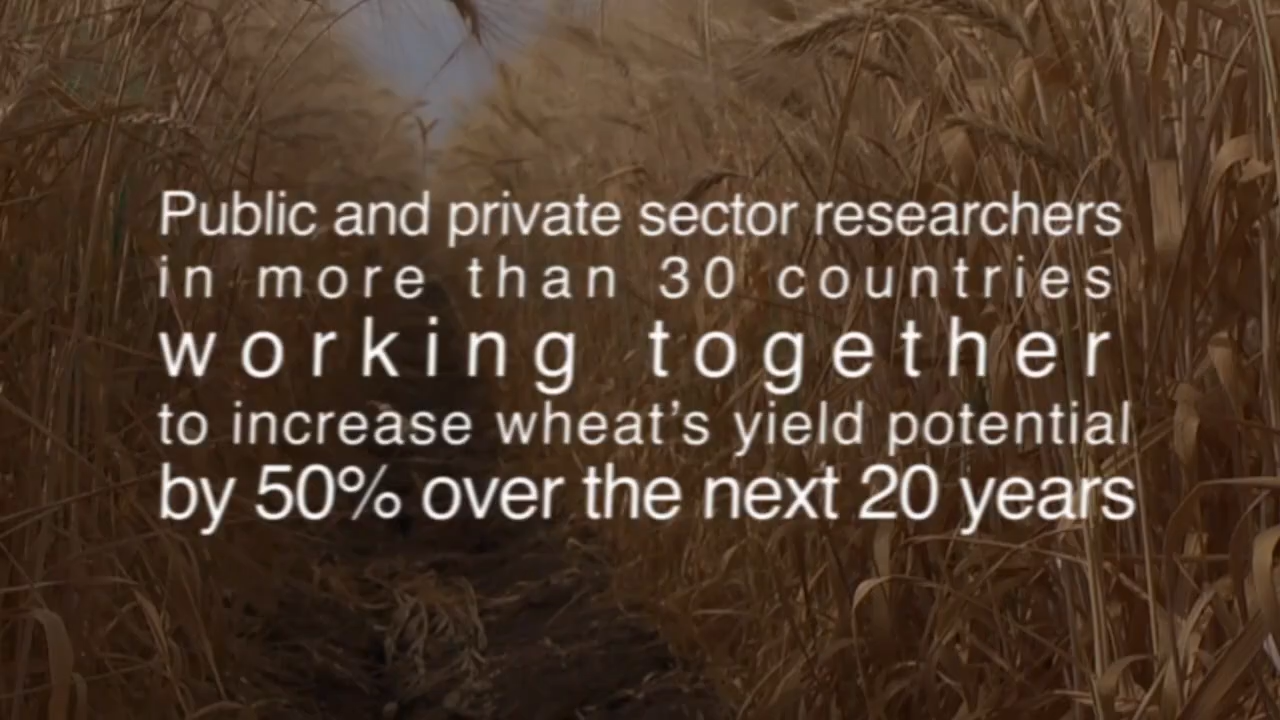 Public and private sector researchers
in more than 30 countries
working together
to increase wheat’s yield potential
by 50% over the next 20 years